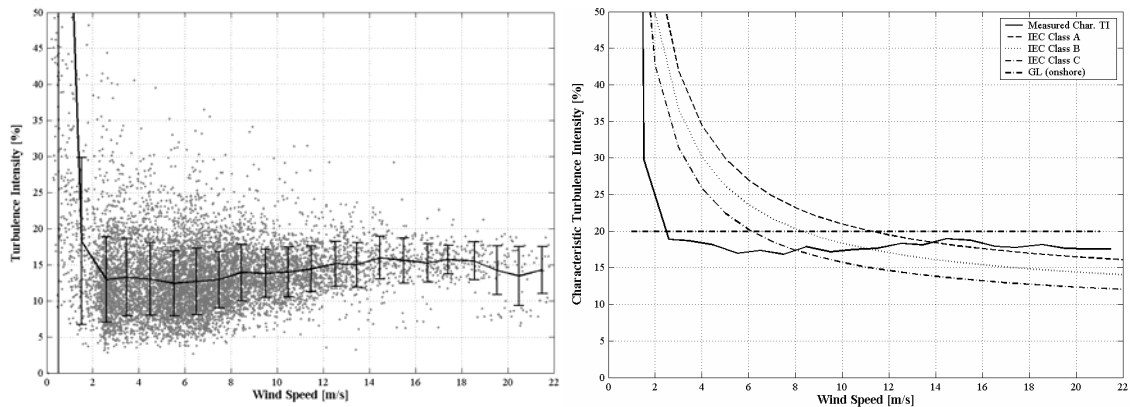 50
45
40
35
30
25
20
15
10
5
0
Turbulence Intensity [%]
0 2 4 6 8 10 12 14 16 18 20 22
Wind Speed [m/s]
50
45
40
35
30
25
20
15
10
5
0
Characteristic Turbulence Intensity [%]
Measured Char. TI
IEC Class A
IEC Class B
IEC Class C
GL (onshore)
0 2 4 6 8 10 12 14 16 18 20 22
Wind Speed [m/s]